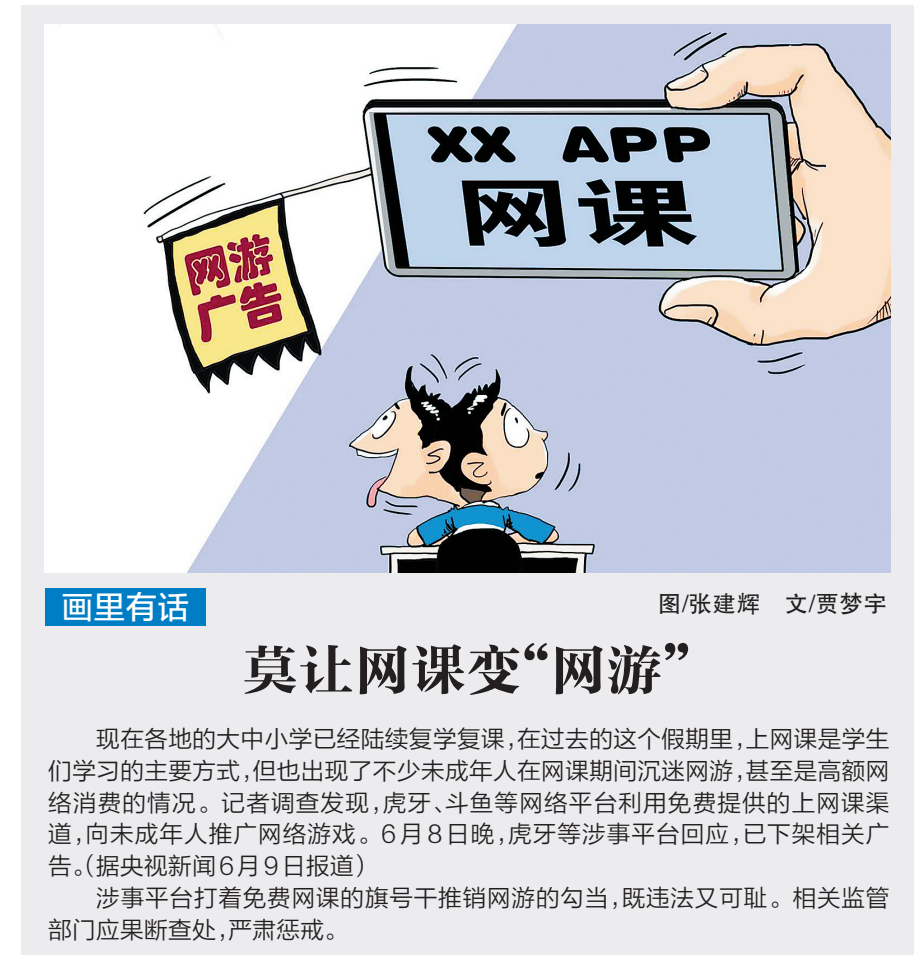 XX APP
网课
网游
广告
画里有话
图/张建辉 文/贾梦宇
莫让网课变“网游”
现在各地的大中小学已经陆续复学复课,在过去的这个假期里,上网课是学生
们学习的主要方式,但也出现了不少未成年人在网课期间沉迷网游,甚至是高额网
络消费的情况。记者调查发现,虎牙、斗鱼等网络平台利用免费提供的上网课渠
道,向未成年人推广网络游戏。6月8日晚,虎牙等涉事平台回应,已下架相关广
告。(据央视新闻6月9日报道)
涉事平台打着免费网课的旗号干推销网游的勾当,既违法又可耻。相关监管
部门应果断查处,严肃惩戒。